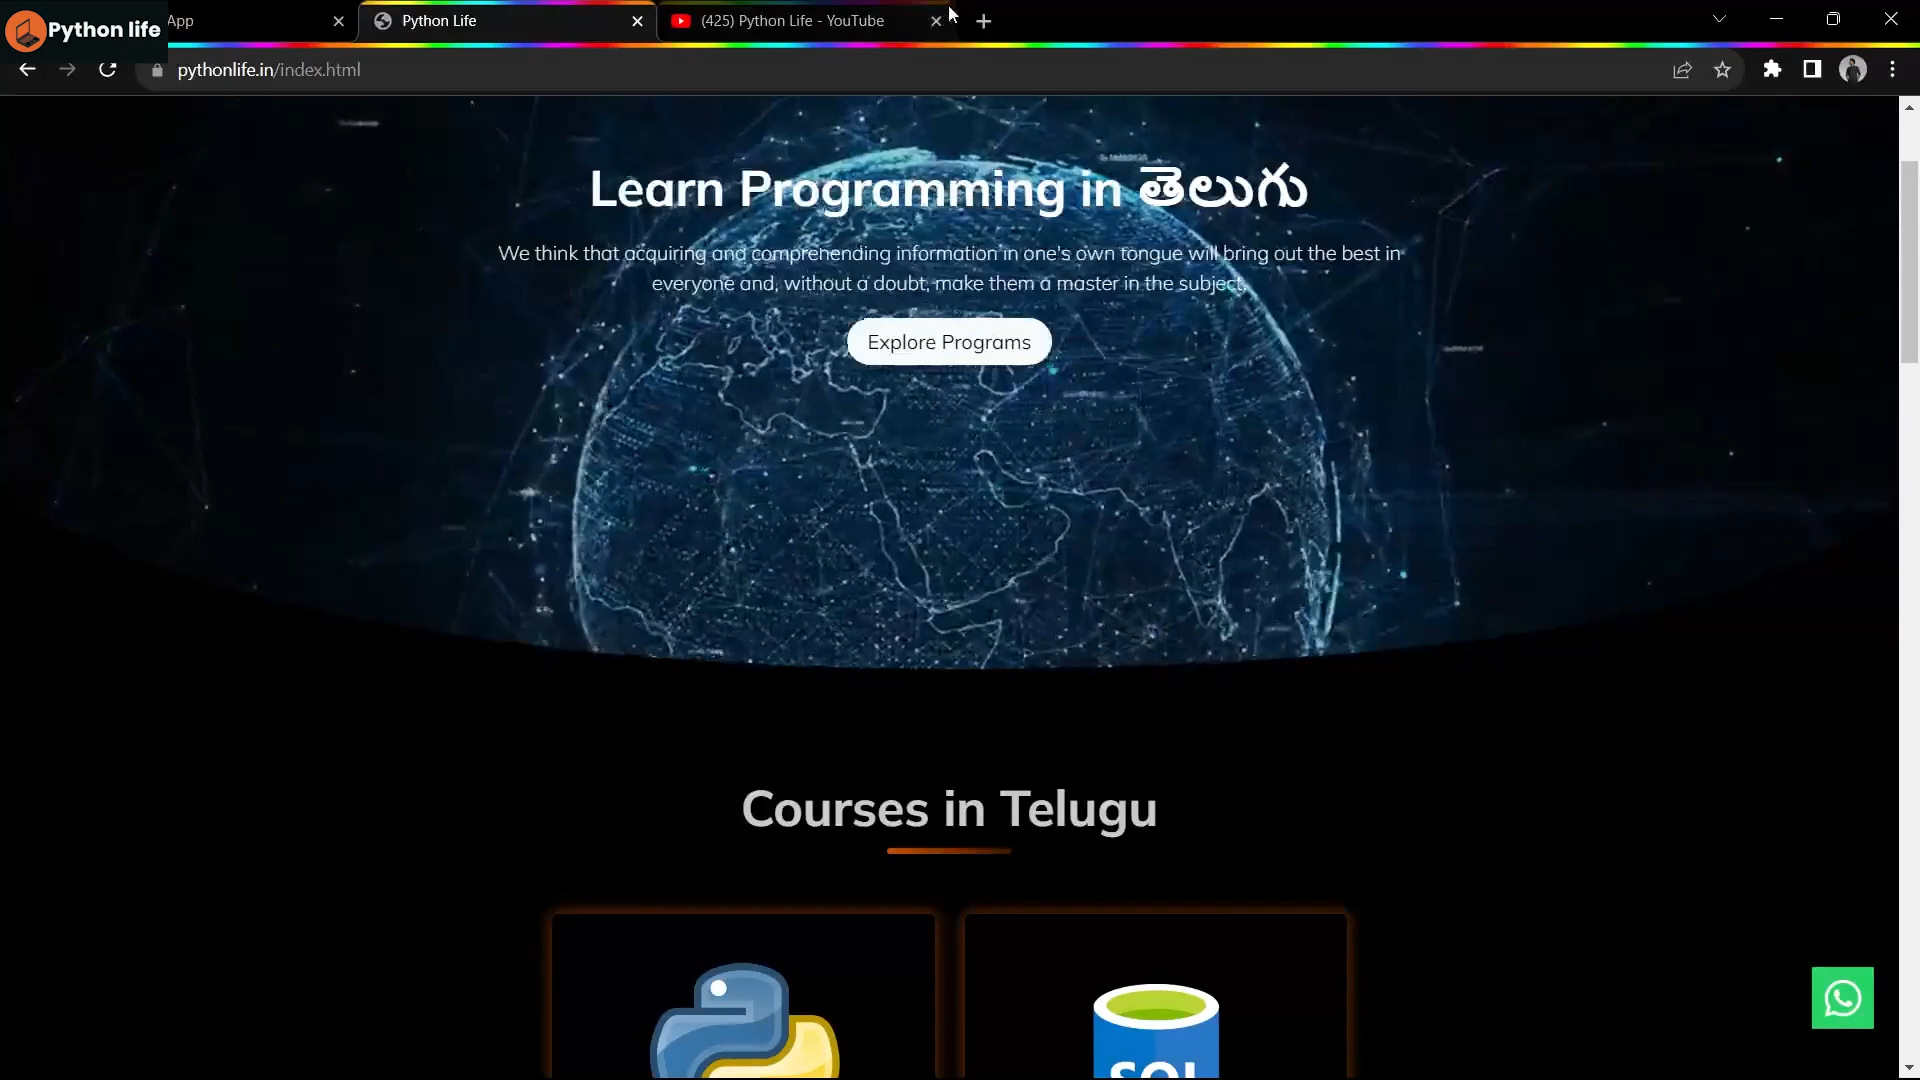 Python life
App
Python Life
(425) Python Life - YouTube
pythonlife.in/index.html
Learn Programming in తెలుగు
We think that acquiring and comprehending information in one's own tongue will bring out the best in
everyone and, without a doubt, make them a master in the subject.
Explore Programs
Courses in Telugu
SQL